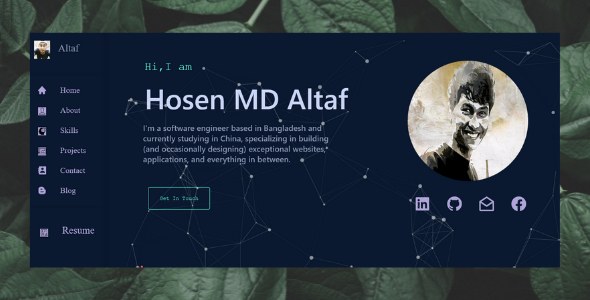 Altaf
Home
About
Skills
Projects
Contact
Blog
Resume
Hi,I am
Hosen MD Altaf
I'm a software engineer based in Bangladesh and
currently studying in China, specializing in building
(and occasionally designing) exceptional websites,
applications, and everything in between.
Get In Touch